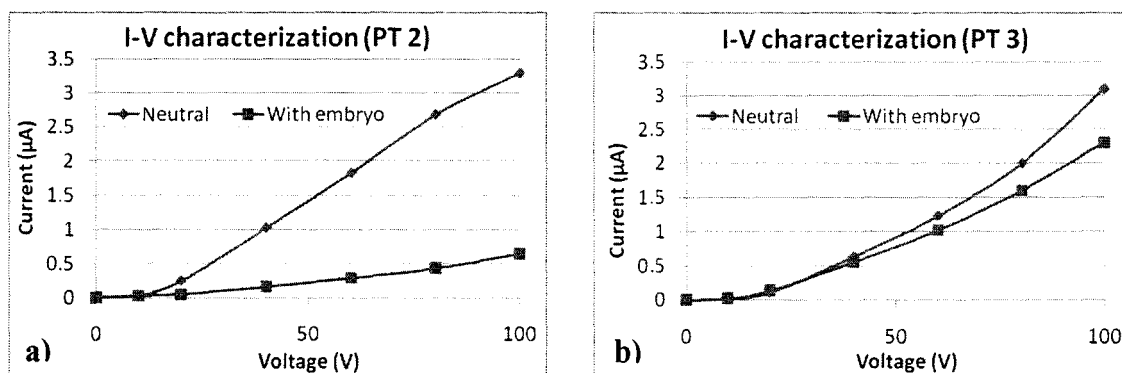 I-V characterization (PT 2)
3.5
3
2.5
2
1.5
1
0.5
0
Current (µA)
Neutral
With embryo
0
50
100
Voltage (V)
a)
I-V characterization (PT 3)
3.5
3
2.5
2
1.5
1
0.5
0
Current (µA)
Neutral
With embryo
0
50
100
Voltage (V)
b)